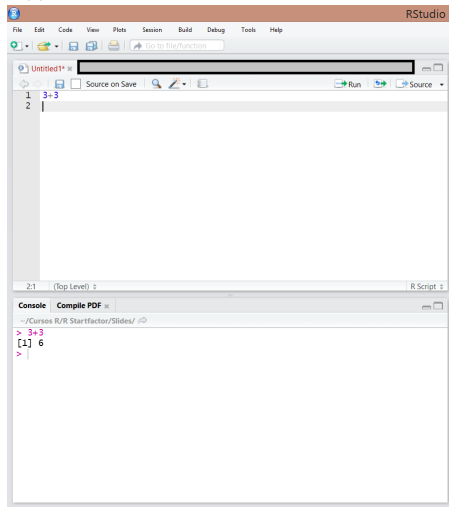 RStudio
File Edit Code View Plots Session Build Debug Tools Help
Go to file/function
Untitled1*
Source on Save Run Source
1 3+3
2
2:1 (Top Level) R Script
Console Compile PDF
~/Cursos R/R Startfactor/Slides/
> 3+3
[1] 6
>